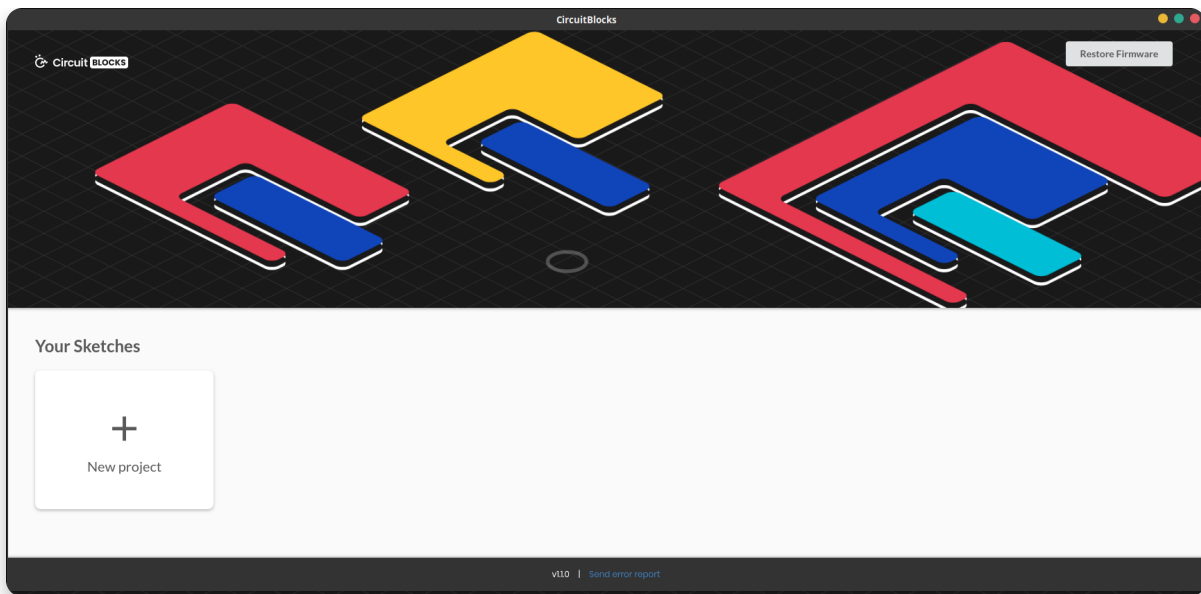 CircuitBlocks
Circuit BLOCKS
Restore Firmware
Your Sketches
New project
v1.1.0 | Send error report